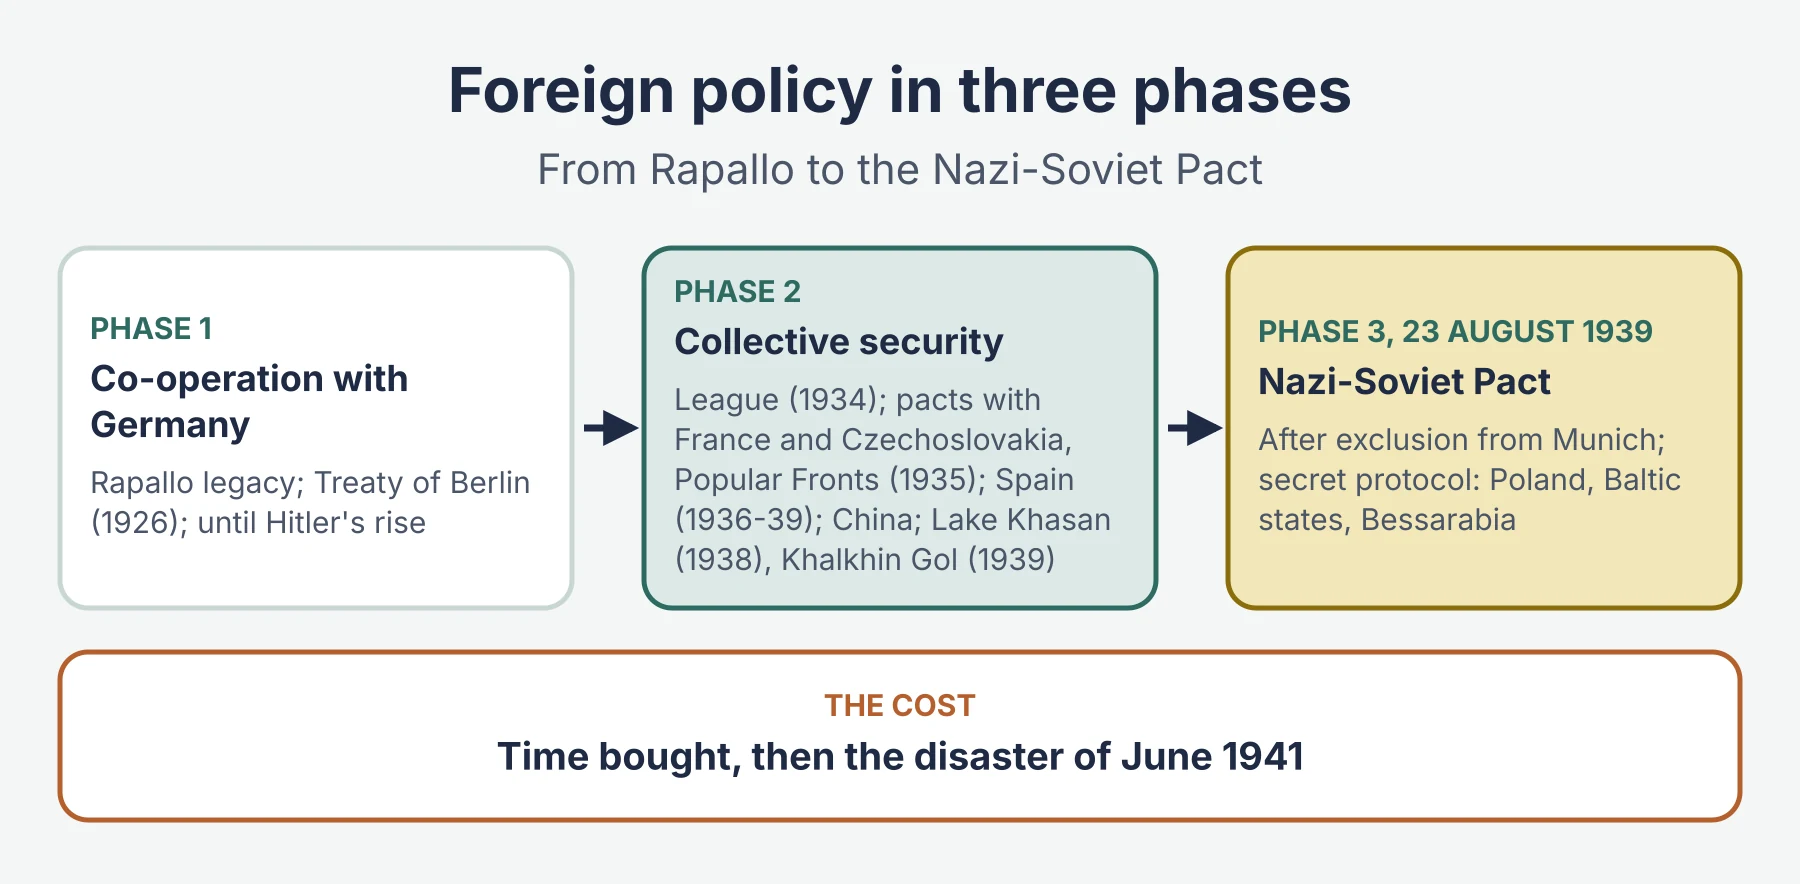 Foreign policy in three phases
From Rapallo to the Nazi-Soviet Pact
PHASE 1
Co-operation with
Germany
Rapallo legacy; Treaty of Berlin
(1926); until Hitler's rise
PHASE 2
Collective security
League (1934); pacts with
France and Czechoslovakia,
Popular Fronts (1935); Spain
(1936-39); China; Lake Khasan
(1938), Khalkhin Gol (1939)
PHASE 3, 23 AUGUST 1939
Nazi-Soviet Pact
After exclusion from Munich;
secret protocol: Poland, Baltic
states, Bessarabia
THE COST
Time bought, then the disaster of June 1941